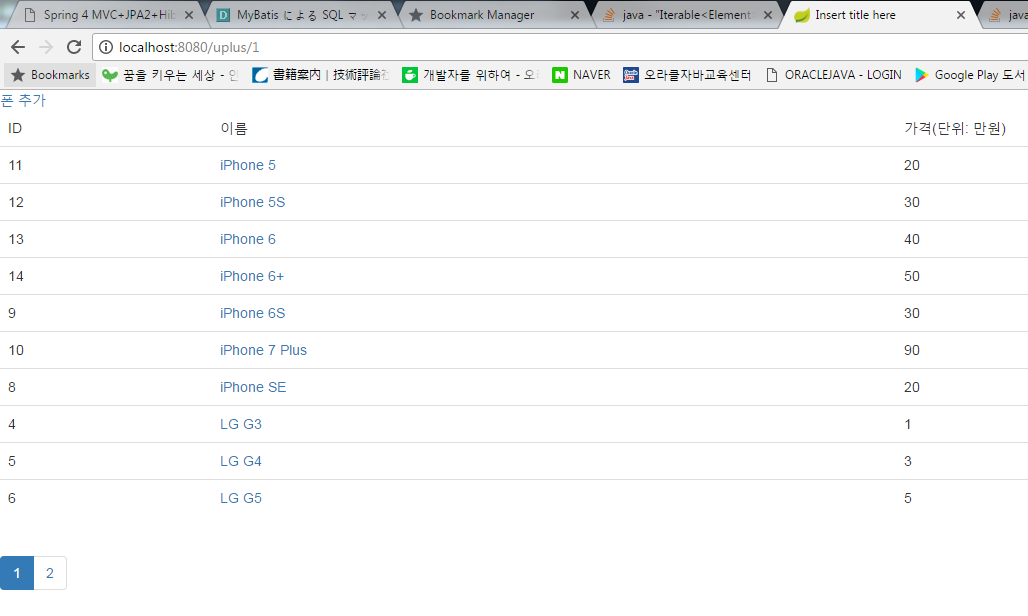 Spring 4 MVC+JPA2+Hib
MyBatis による SQL マッ
Bookmark Manager
java - "Iterable<Element
Insert title here
java
localhost:8080/uplus/1
Bookmarks
꿈을 키우는 세상 -
書籍案内 | 技術評論社
개발자를 위하여 - 오
NAVER
오라클자바교육센터
ORACLEJAVA - LOGIN
Google Play 도서
폰 추가
ID 이름 가격(단위: 만원)
11 iPhone 5 20
12 iPhone 5S 30
13 iPhone 6 40
14 iPhone 6+ 50
9 iPhone 6S 30
10 iPhone 7 Plus 90
8 iPhone SE 20
4 LG G3 1
5 LG G4 3
6 LG G5 5
1 2